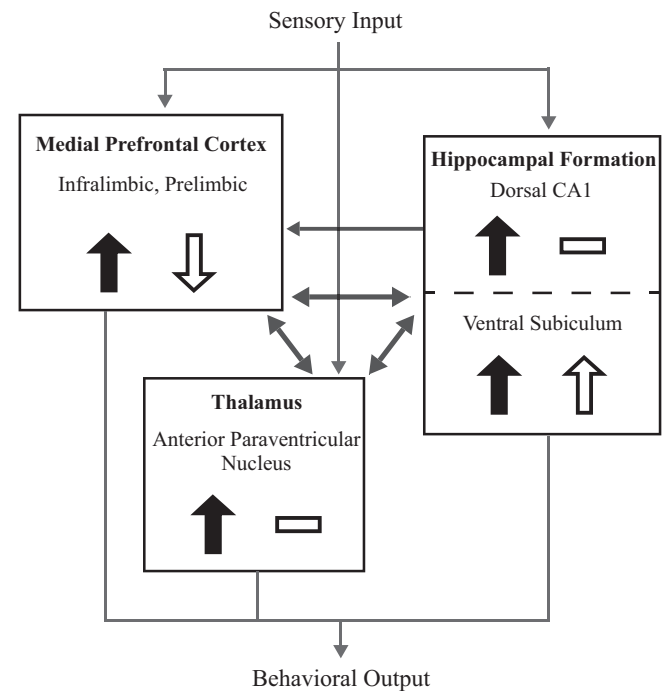 Sensory Input
Medial Prefrontal Cortex
Infralimbic, Prelimbic
Hippocampal Formation
Dorsal CA1
Ventral Subiculum
Thalamus
Anterior Paraventricular
Nucleus
Behavioral Output